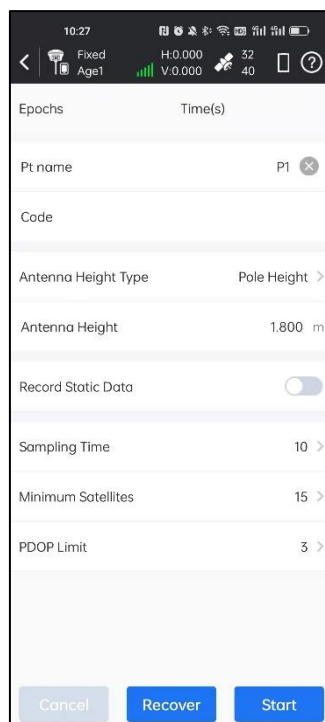 10:27
Fixed H:0.000 32
Age1 V:0.000 40
Epochs Time(s)
Pt name P1
Code
Antenna Height Type Pole Height
Antenna Height 1.800 m
Record Static Data
Sampling Time 10
Minimum Satellites 15
PDOP Limit 3
Cancel Recover Start